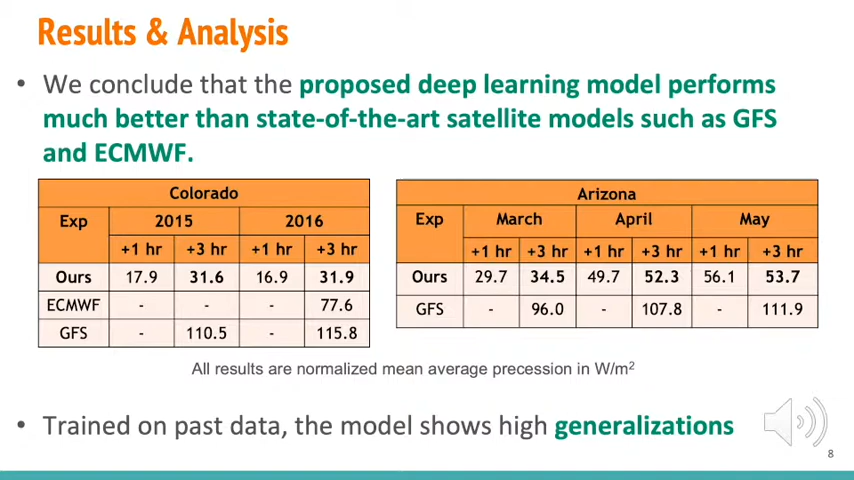 Results & Analysis
• We conclude that the proposed deep learning model performs
much better than state-of-the-art satellite models such as GFS
and ECMWF.
Colorado
Exp 2015 2016
+1 hr +3 hr +1 hr +3 hr
Ours 17.9 31.6 16.9 31.9
ECMWF - - - 77.6
GFS - 110.5 - 115.8
Arizona
Exp March April May
+1 hr +3 hr +1 hr +3 hr +1 hr +3 hr
Ours 29.7 34.5 49.7 52.3 56.1 53.7
GFS - 96.0 - 107.8 - 111.9
All results are normalized mean average precession in W/m²
• Trained on past data, the model shows high generalizations
8